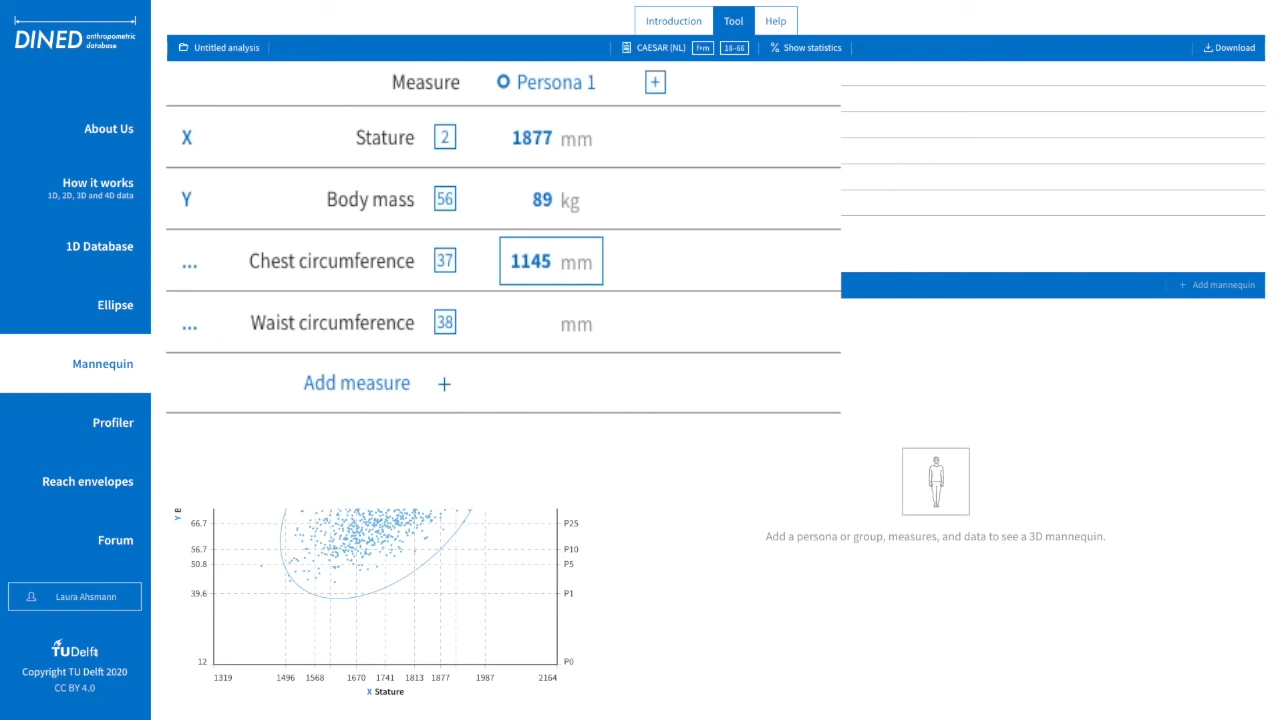 Introduction Tool Help
DINED anthropometric database
Untitled analysis CAESAR (NL) f+m 18-66 % Show statistics Download
Measure Persona 1 +
About Us
X Stature 2 1877 mm
How it works
1D, 2D, 3D and 4D data
Y Body mass 56 89 kg
1D Database
... Chest circumference 37 1145 mm
+ Add mannequin
Ellipse
... Waist circumference 38 mm
Mannequin
Add measure +
Profiler
Reach envelopes
Y B
66.7 P25
Add a persona or group, measures, and data to see a 3D mannequin.
Forum
56.7 P10
50.8 P5
39.6 P1
Laura Ahsmann
TU Delft
12 P0
Copyright TU Delft 2020
1319 1496 1568 1670 1741 1813 1877 1987 2164
CC BY 4.0
X Stature